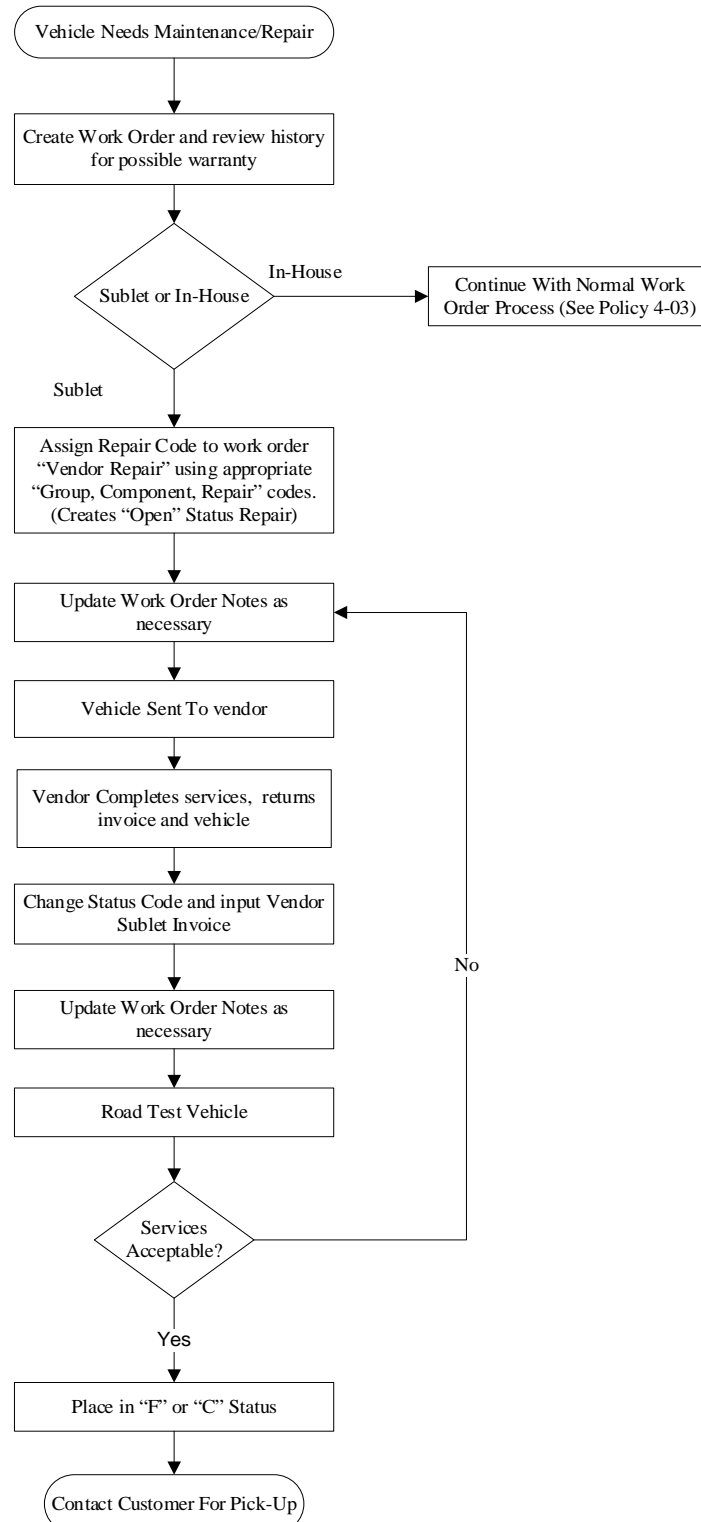 Vehicle Needs Maintenance/Repair
Create Work Order and review history
for possible warranty
Sublet or In-House
In-House
Continue With Normal Work
Order Process (See Policy 4-03)
Sublet
Assign Repair Code to work order
“Vendor Repair” using appropriate
“Group, Component, Repair” codes.
(Creates “Open” Status Repair)
Update Work Order Notes as
necessary
Vehicle Sent To vendor
Vendor Completes services, returns
invoice and vehicle
Change Status Code and input Vendor
Sublet Invoice
No
Update Work Order Notes as
necessary
Road Test Vehicle
Services
Acceptable?
Yes
Place in “F” or “C” Status
Contact Customer For Pick-Up